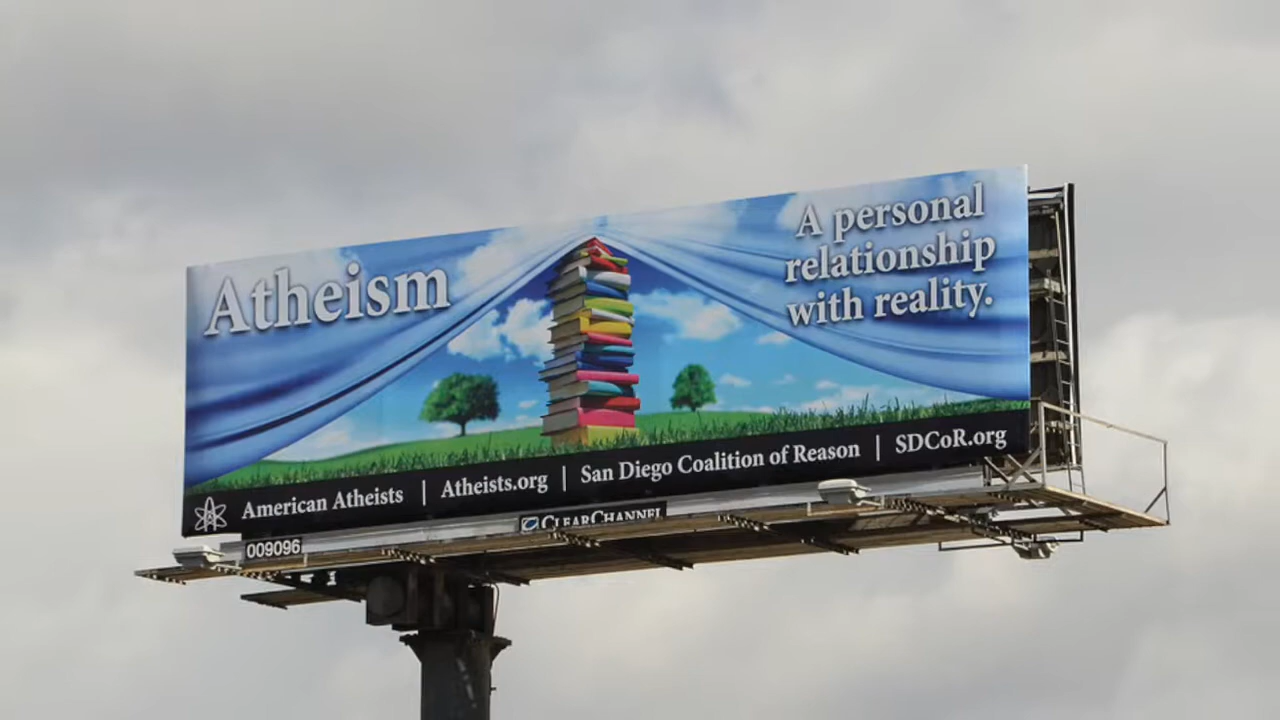 Atheism
A personal
relationship
with reality.
American Atheists | Atheists.org | San Diego Coalition of Reason | SDCoR.org
CLEARCHANNEL
009096